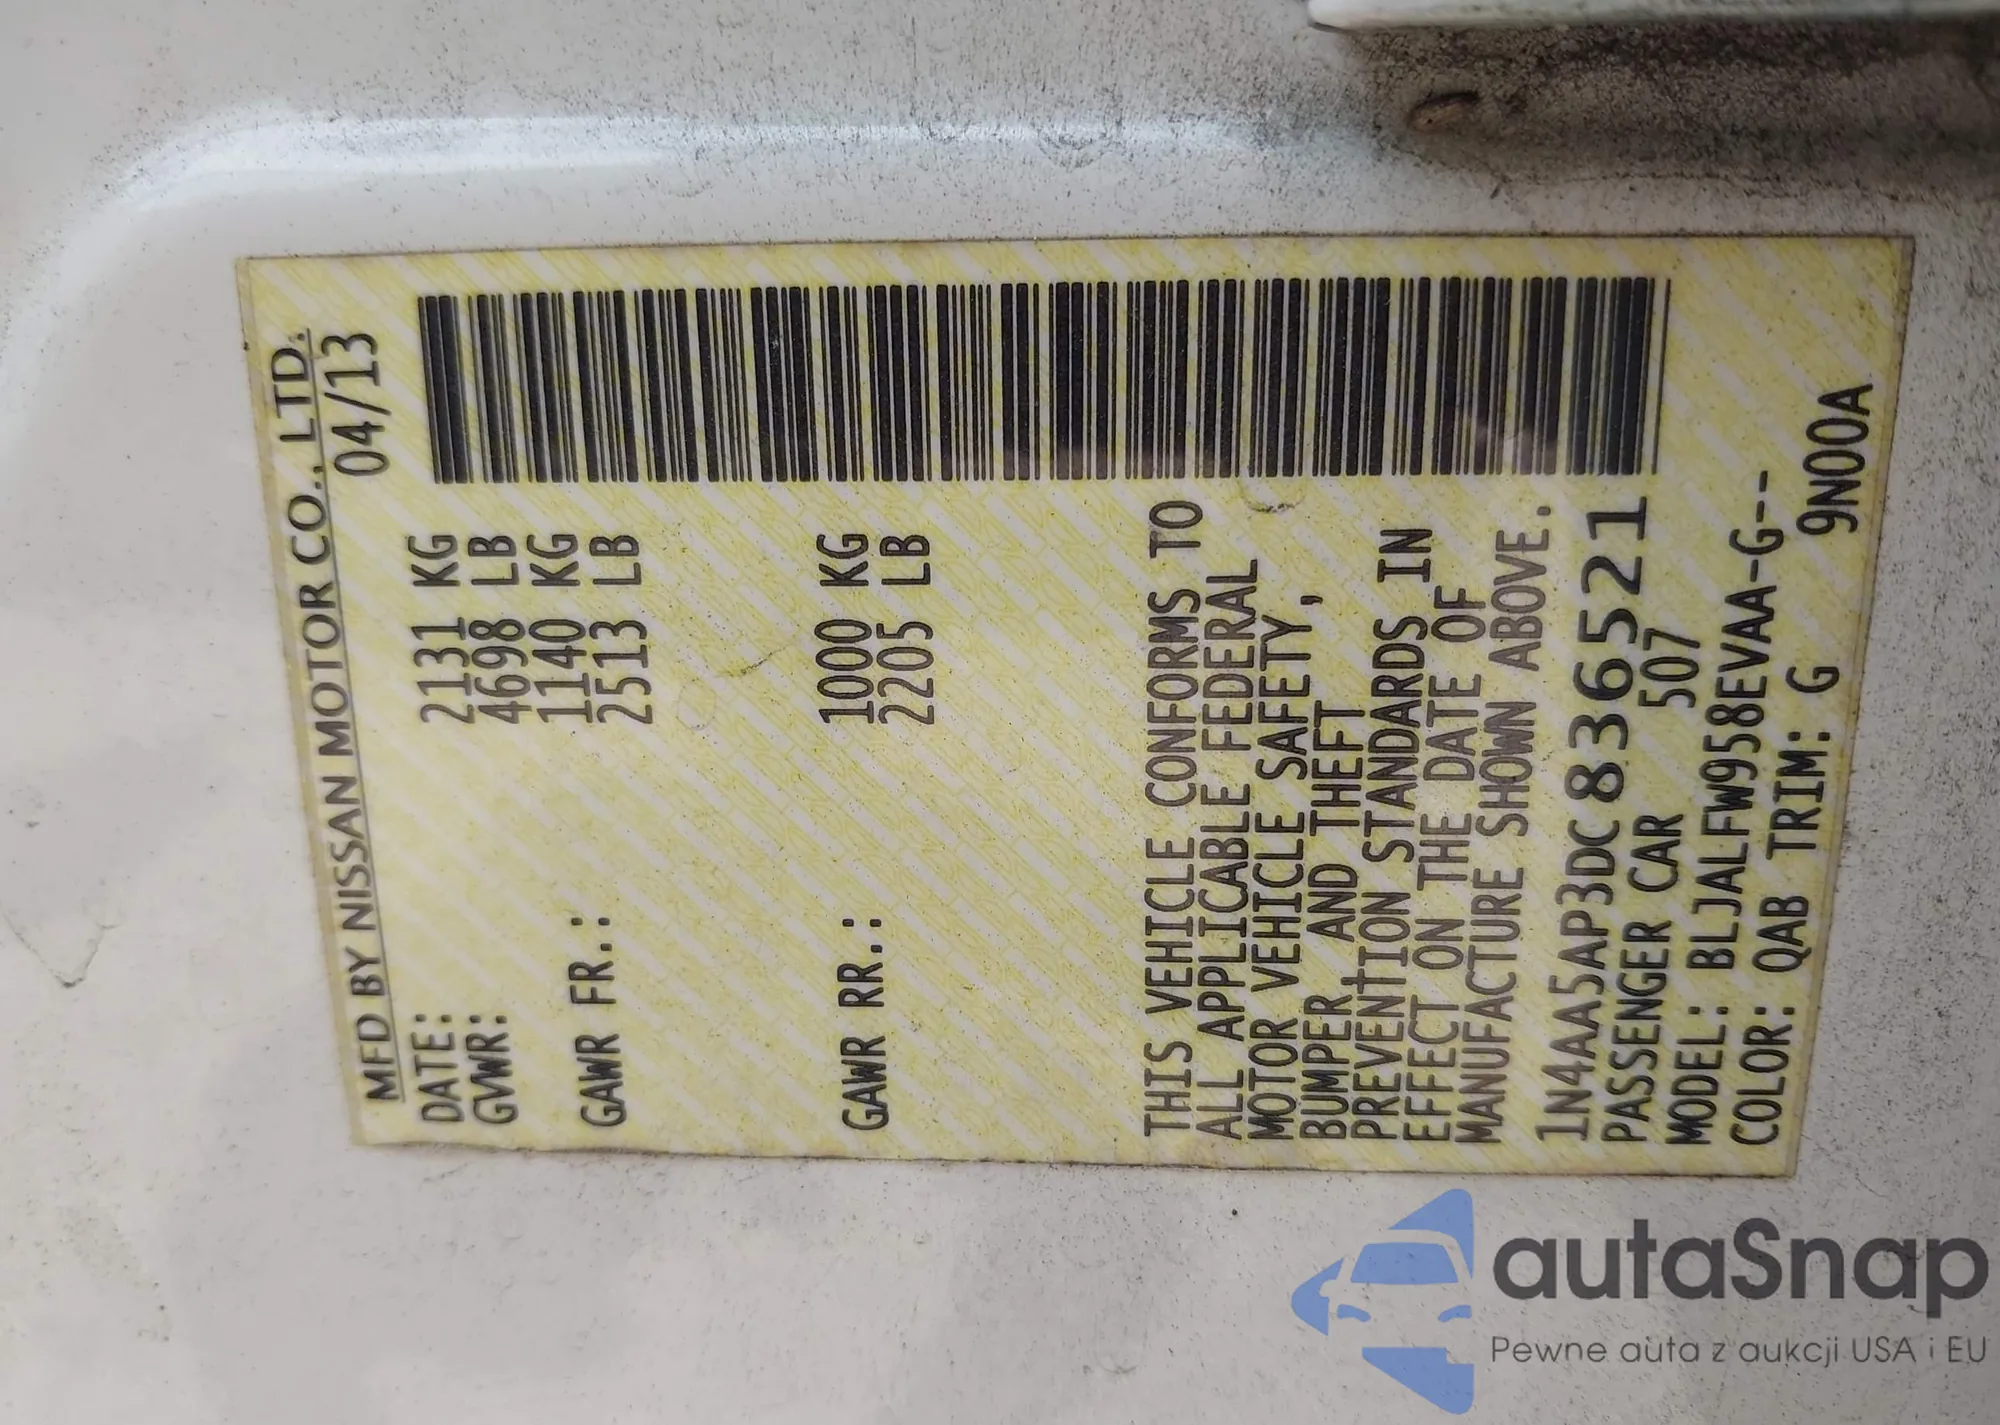 MFD BY NISSAN MOTOR CO., LTD.
DATE: 04/13
GVWR: 2131 KG
4698 LB
GAWR FR.: 1140 KG
2513 LB
GAWR RR.: 1000 KG
2205 LB
THIS VEHICLE CONFORMS TO
ALL APPLICABLE FEDERAL
MOTOR VEHICLE SAFETY,
BUMPER AND THEFT
PREVENtION STANDARDS IN
EFFECT ON THE DATE OF
MANUFACTURE SHOWN ABOVE.
1N4AA5AP3DC836521
PASSENGER CAR 507
MODEL: BLJALFW958EVAA-G--
COLOR: QAB TRIM: G 9N00A
autaSnap
Pewne auta z aukcji USA i EU